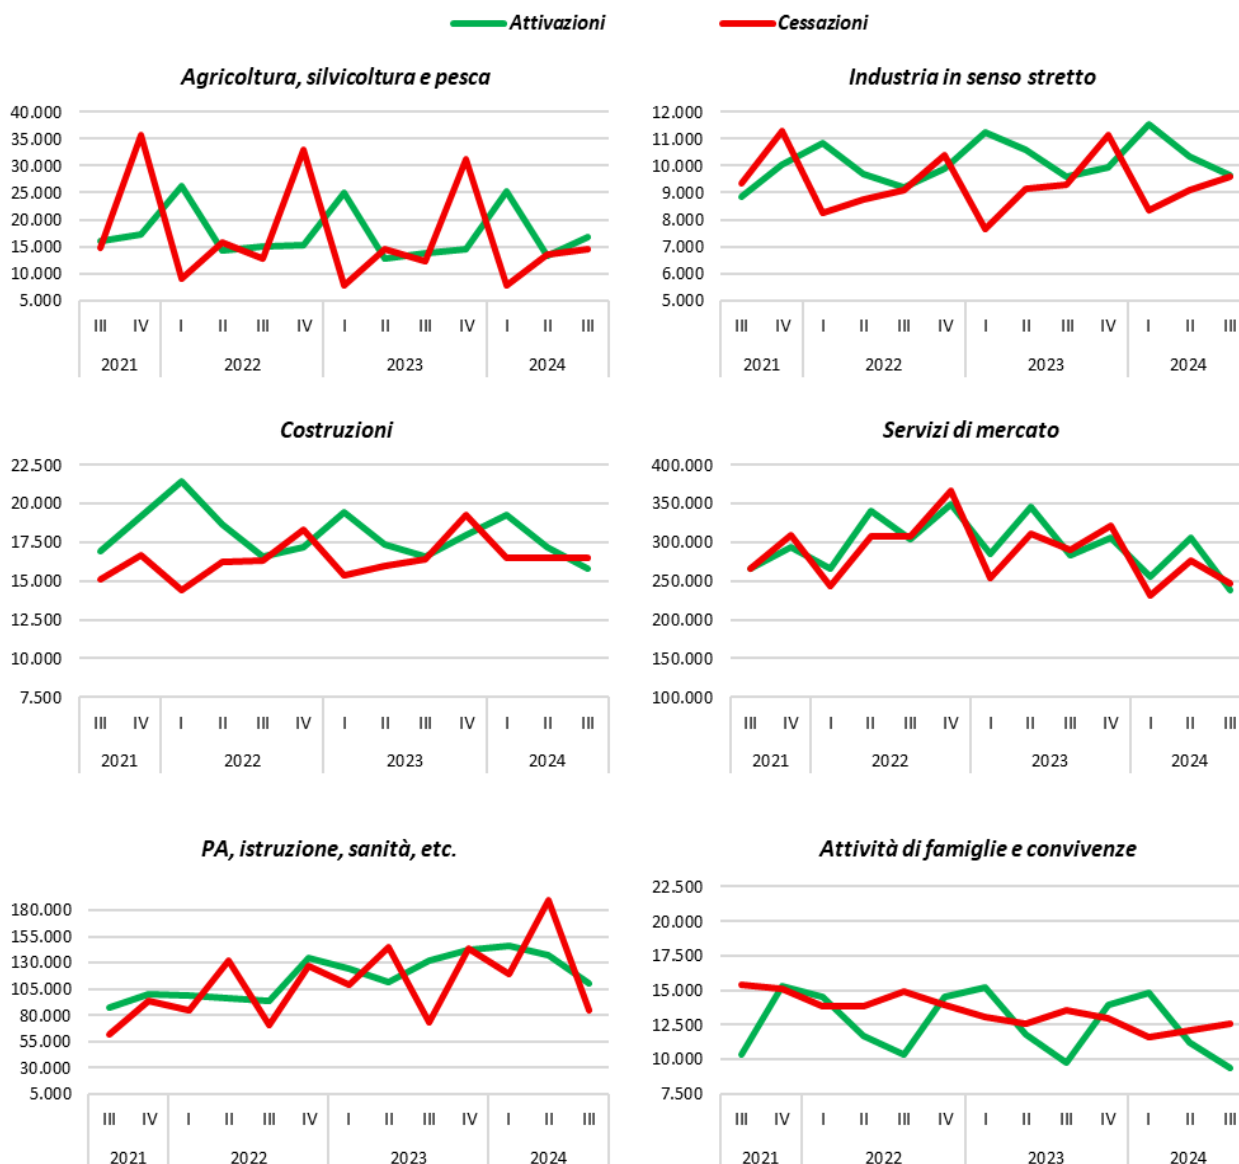 Attivazioni Cessazioni
Agricoltura, silvicoltura e pesca
40.000
35.000
30.000
25.000
20.000
15.000
10.000
5.000
III IV I II III IV I II III IV I II III
2021 2022 2023 2024
Industria in senso stretto
12.000
11.000
10.000
9.000
8.000
7.000
6.000
5.000
III IV I II III IV I II III IV I II III
2021 2022 2023 2024
Costruzioni
22.500
20.000
17.500
15.000
12.500
10.000
7.500
III IV I II III IV I II III IV I II III
2021 2022 2023 2024
Servizi di mercato
400.000
350.000
300.000
250.000
200.000
150.000
100.000
III IV I II III IV I II III IV I II III
2021 2022 2023 2024
PA, istruzione, sanità, etc.
180.000
155.000
130.000
105.000
80.000
55.000
30.000
5.000
III IV I II III IV I II III IV I II III
2021 2022 2023 2024
Attività di famiglie e convivenze
22.500
20.000
17.500
15.000
12.500
10.000
7.500
III IV I II III IV I II III IV I II III
2021 2022 2023 2024